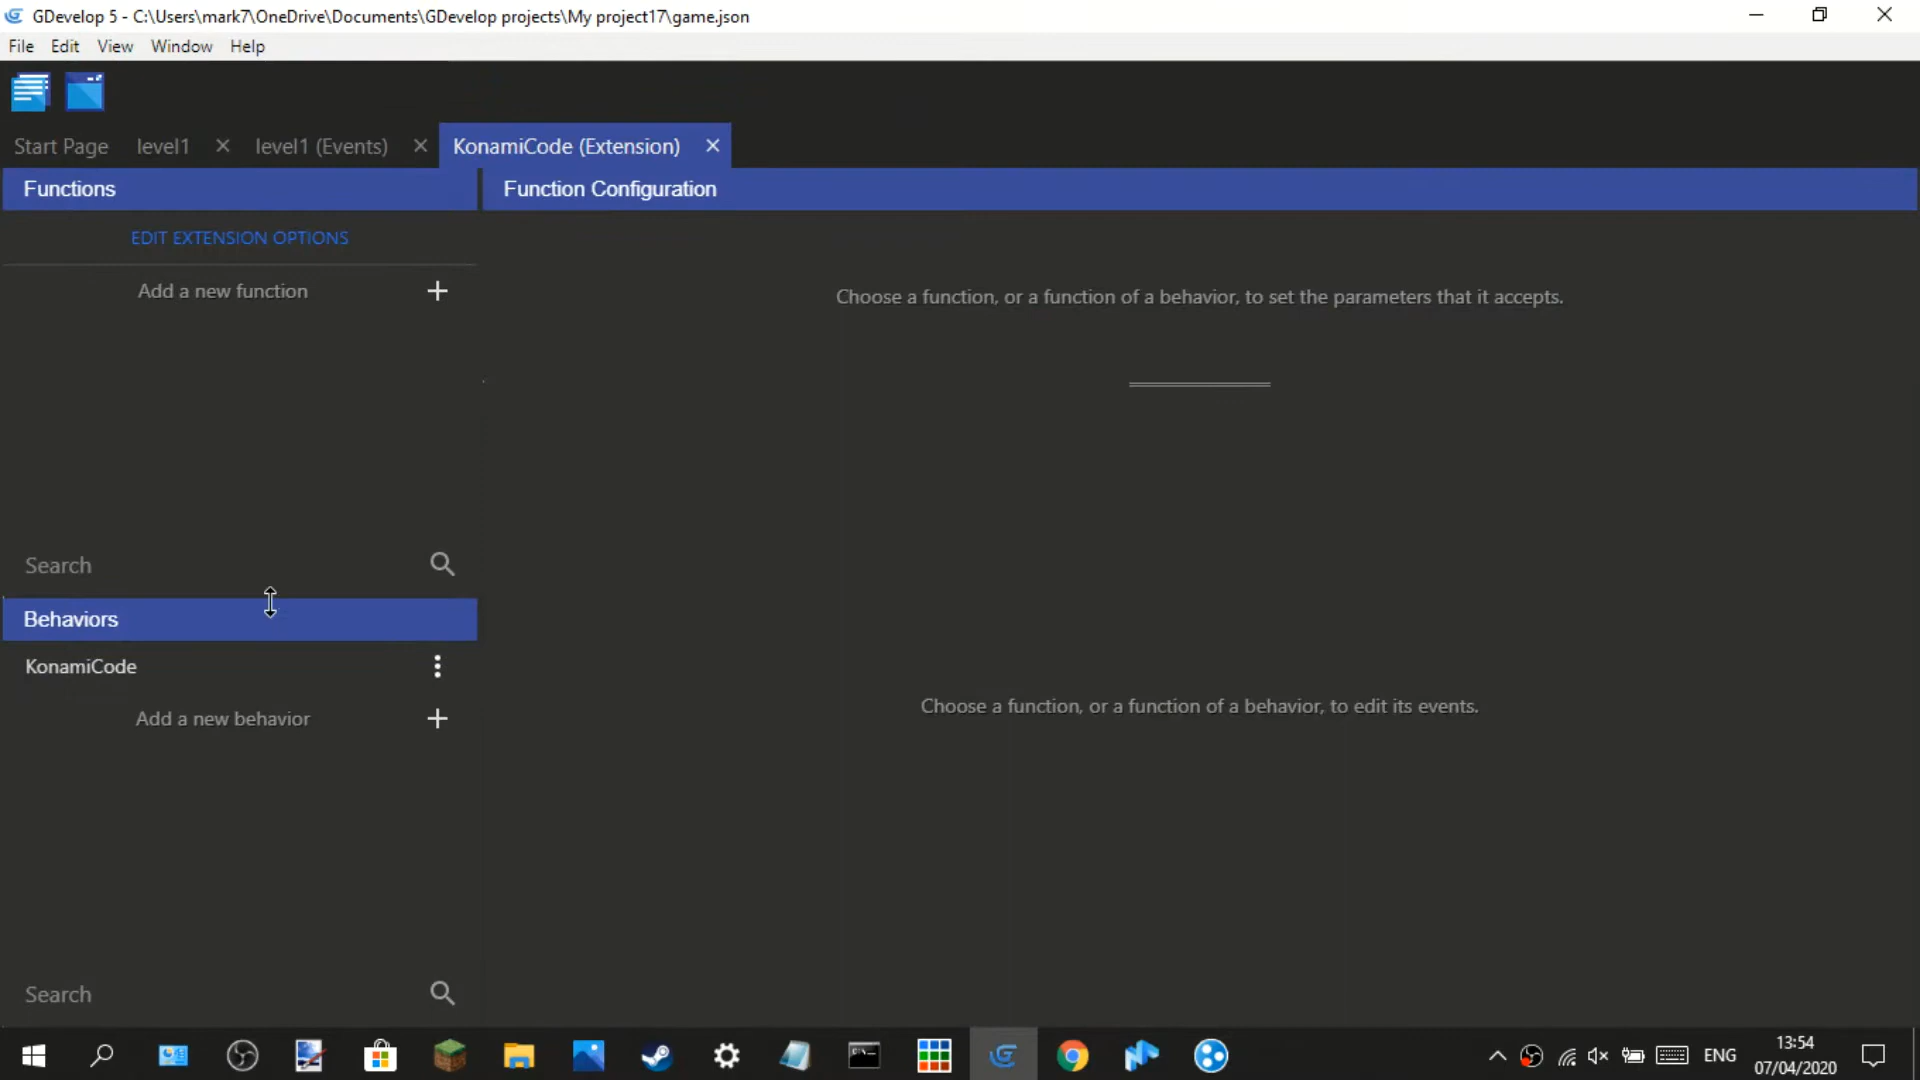 GDevelop 5 - C:\Users\mark7\OneDrive\Documents\GDevelop projects\My project17\game.json
File Edit View Window Help
Start Page level1 level1 (Events) KonamiCode (Extension)
Functions
Function Configuration
EDIT EXTENSION OPTIONS
Add a new function
Choose a function, or a function of a behavior, to set the parameters that it accepts.
Search
Behaviors
KonamiCode
Choose a function, or a function of a behavior, to edit its events.
Add a new behavior
Search
ENG
13:54
07/04/2020